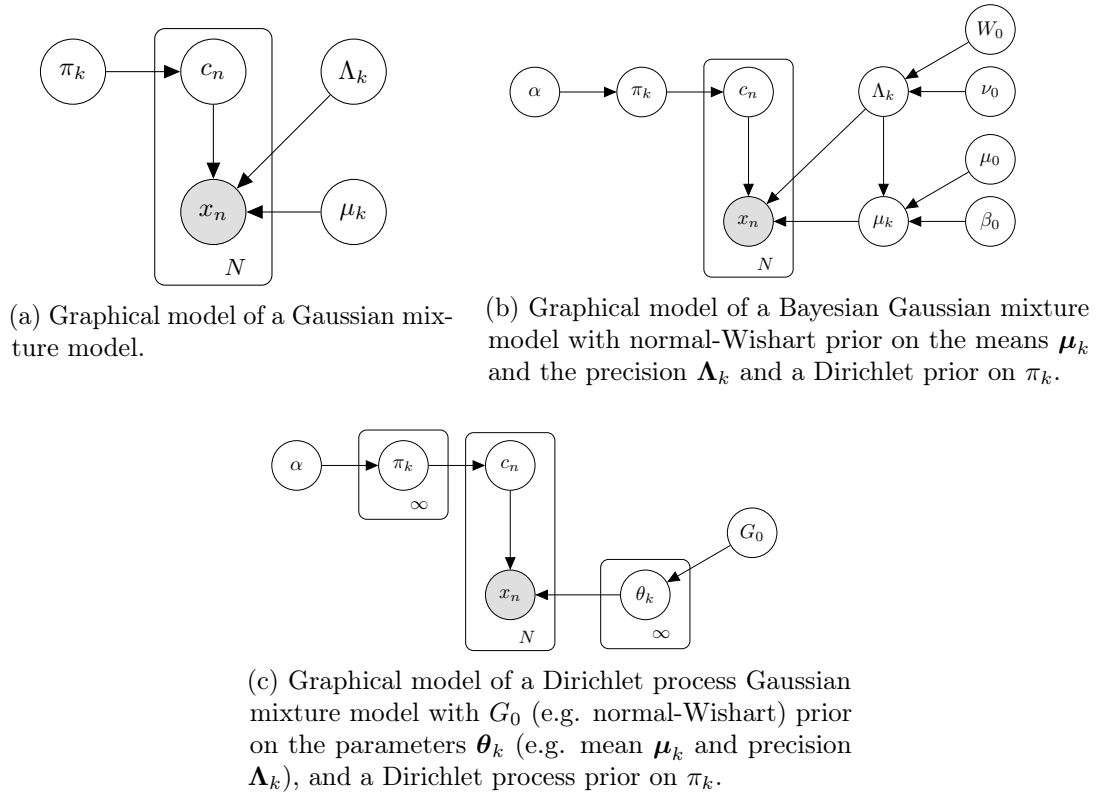 π_k
c_n
Λ_k
x_n
μ_k
N
(a) Graphical model of a Gaussian mix-
ture model.
W_0
α
π_k
c_n
Λ_k
ν_0
μ_0
x_n
μ_k
β_0
N
(b) Graphical model of a Bayesian Gaussian mixture
model with normal-Wishart prior on the means μ_k
and the precision Λ_k and a Dirichlet prior on π_k.
α
π_k
c_n
∞
G_0
x_n
θ_k
N
∞
(c) Graphical model of a Dirichlet process Gaussian
mixture model with G_0 (e.g. normal-Wishart) prior
on the parameters θ_k (e.g. mean μ_k and precision
Λ_k), and a Dirichlet process prior on π_k.